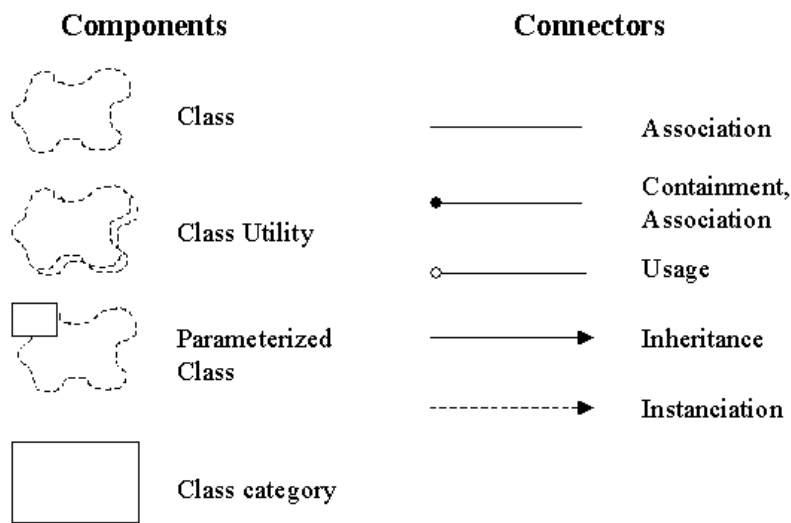 Components
Class
Class Utility
Parameterized
Class
Class category
Connectors
Association
Containment,
Association
Usage
Inheritance
Instanciation